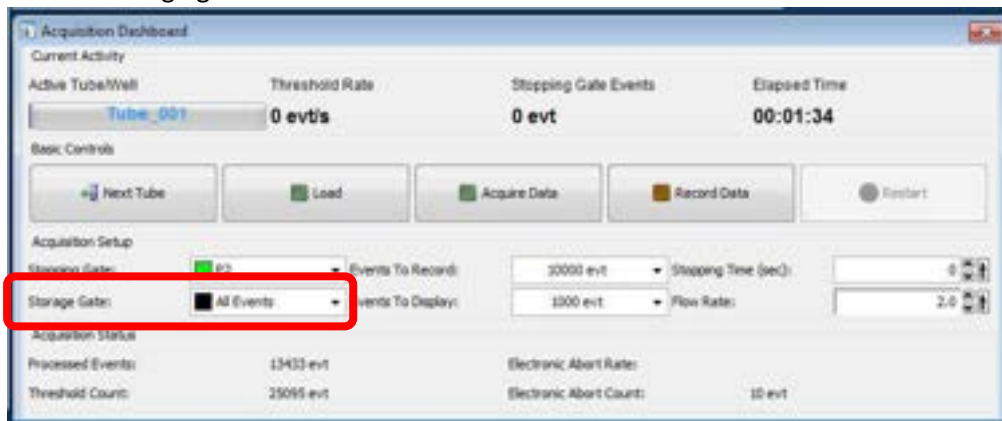 Acquisition Dashboard
Current Activity
Active Tube/Well Threshold Rate Stopping Gate Events Elapsed Time
Tube_001 0 evt/s 0 evt 00:01:34
Basic Controls
Next Tube Load Acquire Data Record Data Restart
Acquisition Setup
Stopping Gate: P2 Events To Record: 10000 evt Stopping Time (sec): 0
Storage Gate: All Events Events To Display: 1000 evt Flow Rate: 2.0
Acquisition Status
Processed Events: 13433 evt Electronic Abort Rate:
Threshold Count: 25095 evt Electronic Abort Count: 10 evt